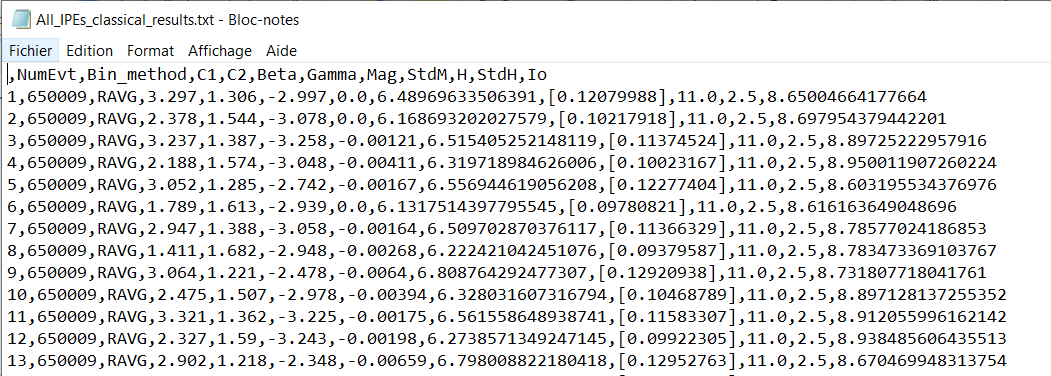 All_IPEs_classical_results.txt - Bloc-notes
Fichier Edition Format Affichage Aide
,NumEvt,Bin_method,C1,C2,Beta,Gamma,Mag,StdM,H,StdH,Io
1,650009,RAVG,3.297,1.306,-2.997,0.0,6.48969633506391,[0.12079988],11.0,2.5,8.65004664177664
2,650009,RAVG,2.378,1.544,-3.078,0.0,6.168693202027579,[0.10217918],11.0,2.5,8.697954379442201
3,650009,RAVG,3.237,1.387,-3.258,-0.00121,6.515405252148119,[0.11374524],11.0,2.5,8.89725222957916
4,650009,RAVG,2.188,1.574,-3.048,-0.00411,6.319718984626006,[0.10023167],11.0,2.5,8.950011907260224
5,650009,RAVG,3.052,1.285,-2.742,-0.00167,6.556944619056208,[0.12277404],11.0,2.5,8.603195534376976
6,650009,RAVG,1.789,1.613,-2.939,0.0,6.1317514397795545,[0.09780821],11.0,2.5,8.616163649048696
7,650009,RAVG,2.947,1.388,-3.058,-0.00164,6.509702870376117,[0.11366329],11.0,2.5,8.78577024186853
8,650009,RAVG,1.411,1.682,-2.948,-0.00268,6.222421042451076,[0.09379587],11.0,2.5,8.783473369103767
9,650009,RAVG,3.064,1.221,-2.478,-0.0064,6.808764292477307,[0.12920938],11.0,2.5,8.731807718041761
10,650009,RAVG,2.475,1.507,-2.978,-0.00394,6.328031607316794,[0.10468789],11.0,2.5,8.897128137255352
11,650009,RAVG,3.321,1.362,-3.225,-0.00175,6.561558648938741,[0.11583307],11.0,2.5,8.912055996162142
12,650009,RAVG,2.327,1.59,-3.243,-0.00198,6.2738571349247145,[0.09922305],11.0,2.5,8.938485606435513
13,650009,RAVG,2.902,1.218,-2.348,-0.00659,6.798008822180418,[0.12952763],11.0,2.5,8.670469948313754